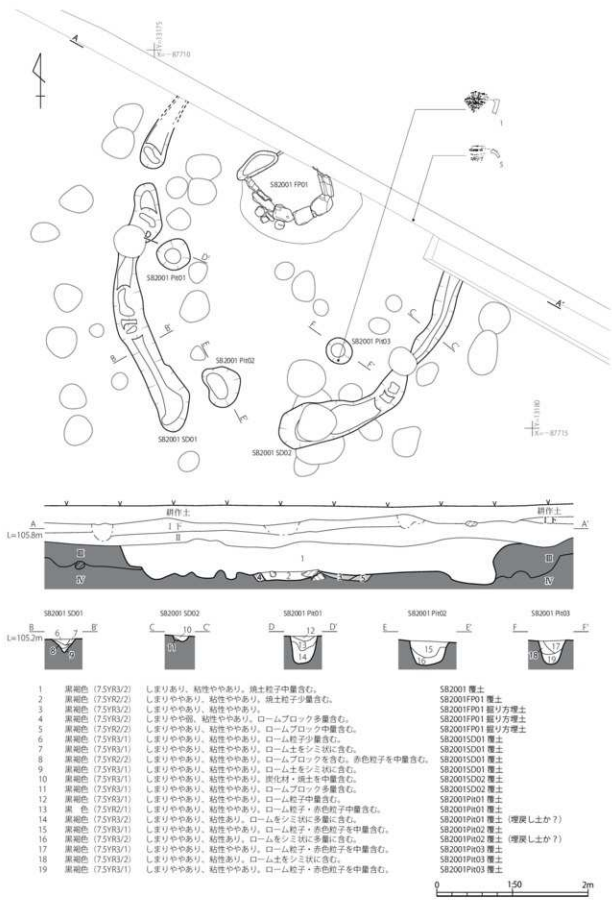 A
Y=13175
X=-87710
1
5
SB2001 FP01
D
D'
SB2001 Pit01
A'
F
SB2001 Pit03
F'
C
C'
B
B'
E
SB2001 Pit02
E'
SB2001 SD01
SB2001 SD02
Y=13180
X=-87715
耕作土
耕作土
A
Ⅰ下
Ⅰ下
A'
L=105.8m
Ⅱ
Ⅲ
1
Ⅲ
Ⅳ
4
2
3
5
Ⅳ
SB2001 SD01
SB2001 SD02
SB2001 Pit01
SB2001 Pit02
SB2001 Pit03
B
6
7
B'
C
10
C'
D
12
D'
E
E'
F
F'
L=105.2m
8
9
11
13
14
15
16
17
18
19
1 黒褐色 (7.5YR3/2) しまりあり、粘性ややあり。焼土粒子中量含む。 SB2001 覆土
2 黒褐色 (7.5YR2/2) しまりややあり、粘性ややあり。焼土粒子少量含む。 SB2001FP01 覆土
3 黒褐色 (7.5YR3/2) しまりややあり、粘性ややあり。 SB2001FP01 掘り方埋土
4 黒褐色 (7.5YR3/2) しまりやや弱、粘性ややあり。ロームブロック多量含む。 SB2001FP01 掘り方埋土
5 黒褐色 (7.5YR2/2) しまりややあり、粘性ややあり。ロームブロック中量含む。 SB2001FP01 掘り方埋土
6 黒褐色 (7.5YR3/1) しまりややあり、粘性ややあり。ローム粒子少量含む。 SB2001SD01 覆土
7 黒褐色 (7.5YR3/1) しまりややあり、粘性ややあり。ローム土をシミ状に含む。 SB2001SD01 覆土
8 黒褐色 (7.5YR2/2) しまりややあり、粘性ややあり。ロームブロックを含む。赤色粒子を中量含む。 SB2001SD01 覆土
9 黒褐色 (7.5YR3/1) しまりややあり、粘性ややあり。ローム土をシミ状に含む。 SB2001SD01 覆土
10 黒褐色 (7.5YR3/1) しまりややあり、粘性ややあり。炭化材・焼土を中量含む。 SB2001SD02 覆土
11 黒褐色 (7.5YR3/1) しまりややあり、粘性ややあり。ロームブロック多量含む。 SB2001SD02 覆土
12 黒褐色 (7.5YR3/1) しまりややあり、粘性ややあり。ローム粒子中量含む。 SB2001Pit01 覆土
13 黒　色 (7.5YR2/1) しまりややあり、粘性ややあり。ローム粒子・赤色粒子中量含む。 SB2001Pit01 覆土
14 黒褐色 (7.5YR3/2) しまりややあり、粘性あり。ロームをシミ状に多量に含む。 SB2001Pit01 覆土（埋戻し土か？）
15 黒褐色 (7.5YR3/1) しまりややあり、粘性ややあり。ローム粒子・赤色粒子を中量含む。 SB2001Pit02 覆土
16 黒褐色 (7.5YR3/2) しまりややあり、粘性あり。ロームをシミ状に多量に含む。 SB2001Pit02 覆土（埋戻し土か？）
17 黒褐色 (7.5YR3/1) しまりややあり、粘性ややあり。ローム粒子・赤色粒子を中量含む。 SB2001Pit03 覆土
18 黒褐色 (7.5YR3/2) しまりややあり、粘性あり。ローム土をシミ状に含む。 SB2001Pit03 覆土
19 黒褐色 (7.5YR3/1) しまりややあり、粘性ややあり。ローム粒子・赤色粒子を中量含む。 SB2001Pit03 覆土
0 1:50 2m